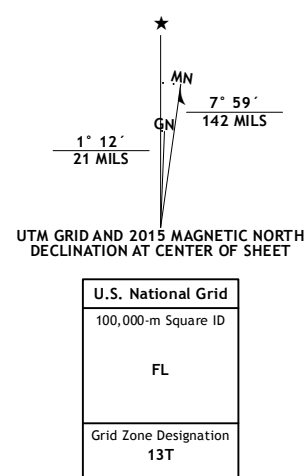 ★
MN
GN
7° 59´
142 MILS
1° 12´
21 MILS
UTM GRID AND 2015 MAGNETIC NORTH
DECLINATION AT CENTER OF SHEET
U.S. National Grid
100,000-m Square ID
FL
Grid Zone Designation
13T